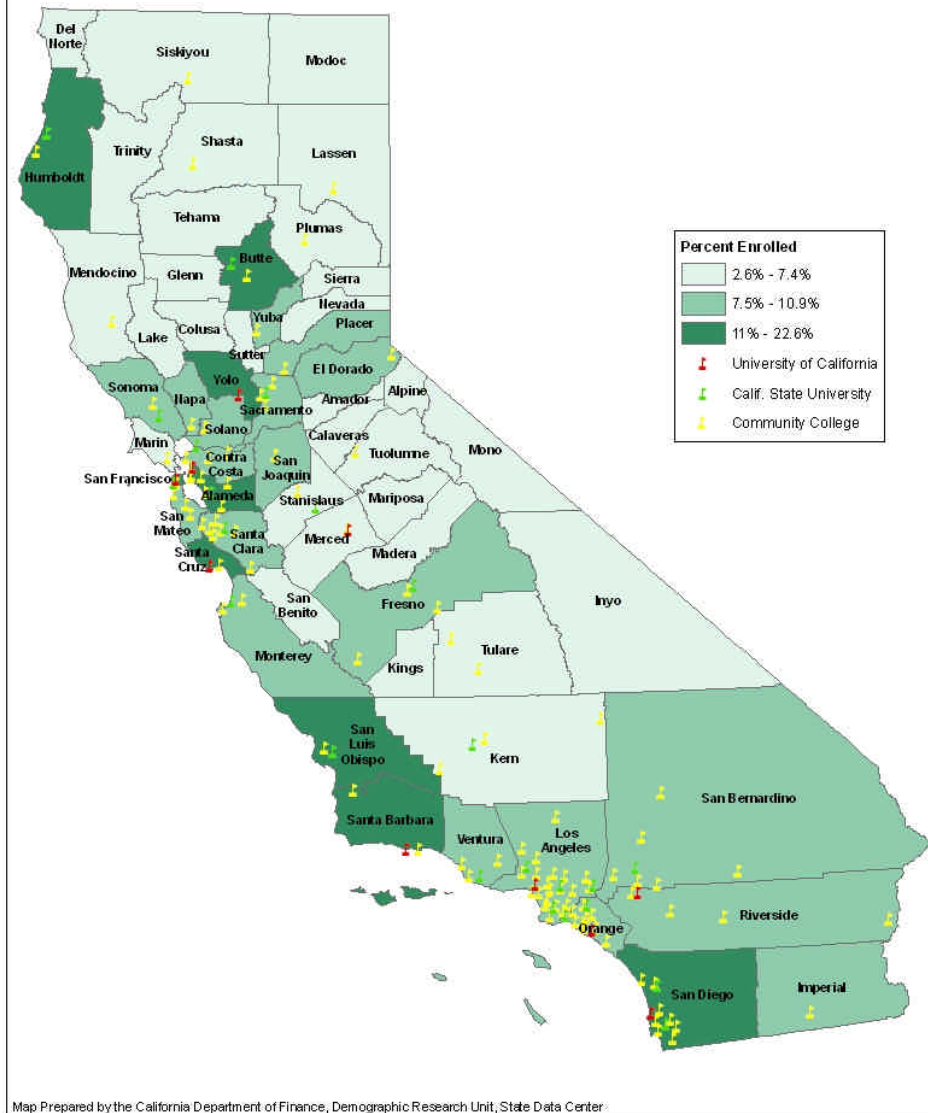 Del
Norte
Siskiyou
Modoc
Humboldt
Trinity
Shasta
Lassen
Tehama
Plumas
Butte
Mendocino
Glenn
Sierra
Nevada
Lake
Colusa
Yuba
Placer
Sutter
El Dorado
Sonoma
Napa
Yolo
Sacramento
Amador
Alpine
Solano
Marin
Calaveras
Tuolumne
Mono
Contra
Costa
San
Joaquin
San Francisco
Alameda
Stanislaus
Mariposa
San
Mateo
Santa
Clara
Merced
Madera
Santa
Cruz
San
Benito
Fresno
Inyo
Monterey
Kings
Tulare
San
Luis
Obispo
Kern
San Bernardino
Santa Barbara
Ventura
Los
Angeles
Orange
Riverside
San Diego
Imperial
Percent Enrolled
2.6% - 7.4%
7.5% - 10.9%
11% - 22.6%
University of California
Calif. State University
Community College
Map Prepared by the California Department of Finance, Demographic Research Unit, State Data Center